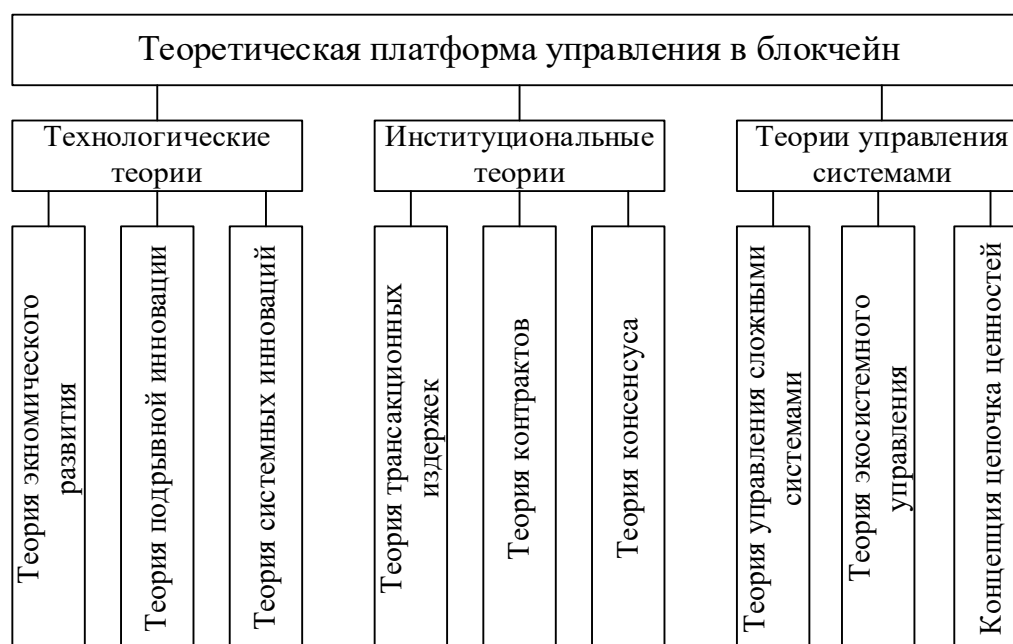 Теоретическая платформа управления в блокчейн
Технологические
теории
Институциональные
теории
Теории управления
системами
Теория экномического
развития
Теория подрывной инновации
Теория системных инноваций
Теория трансакционных
издержек
Теория контрактов
Теория консенсуса
Теория управления сложными
системами
Теория экосистемного
управления
Концепция цепочка ценностей